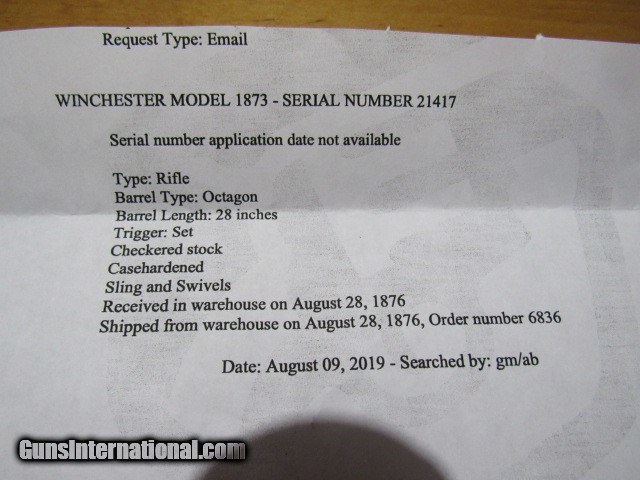 Request Type: Email
WINCHESTER MODEL 1873 - SERIAL NUMBER 21417
Serial number application date not available
Type: Rifle
Barrel Type: Octagon
Barrel Length: 28 inches
Trigger: Set
Checkered stock
Casehardened
Sling and Swivels
Received in warehouse on August 28, 1876
Shipped from warehouse on August 28, 1876, Order number 6836
Date: August 09, 2019 - Searched by: gm/ab
GunsInternational.com